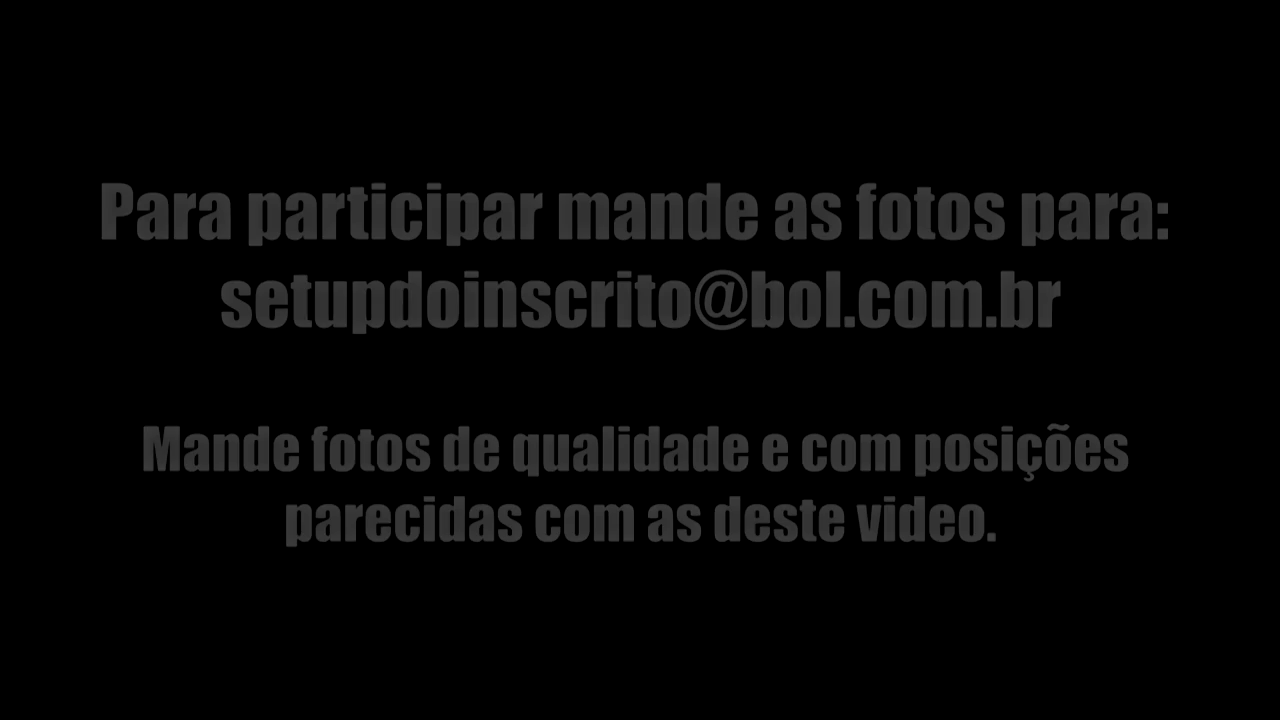 Para participar mande as fotos para:
setupdoinscrito@bol.com.br
Mande fotos de qualidade e com posições
parecidas com as deste video.